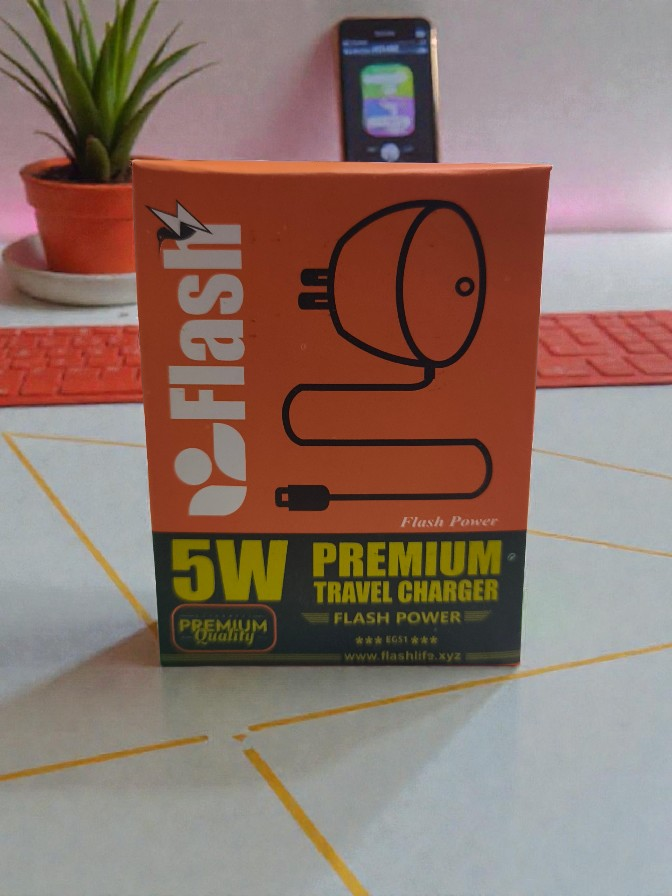 Flash
Flash Power
5W
PREMIUM
TRAVEL CHARGER
PREMIUM
Quality
FLASH POWER
*** EG51 ***
www.flashlife.xyz